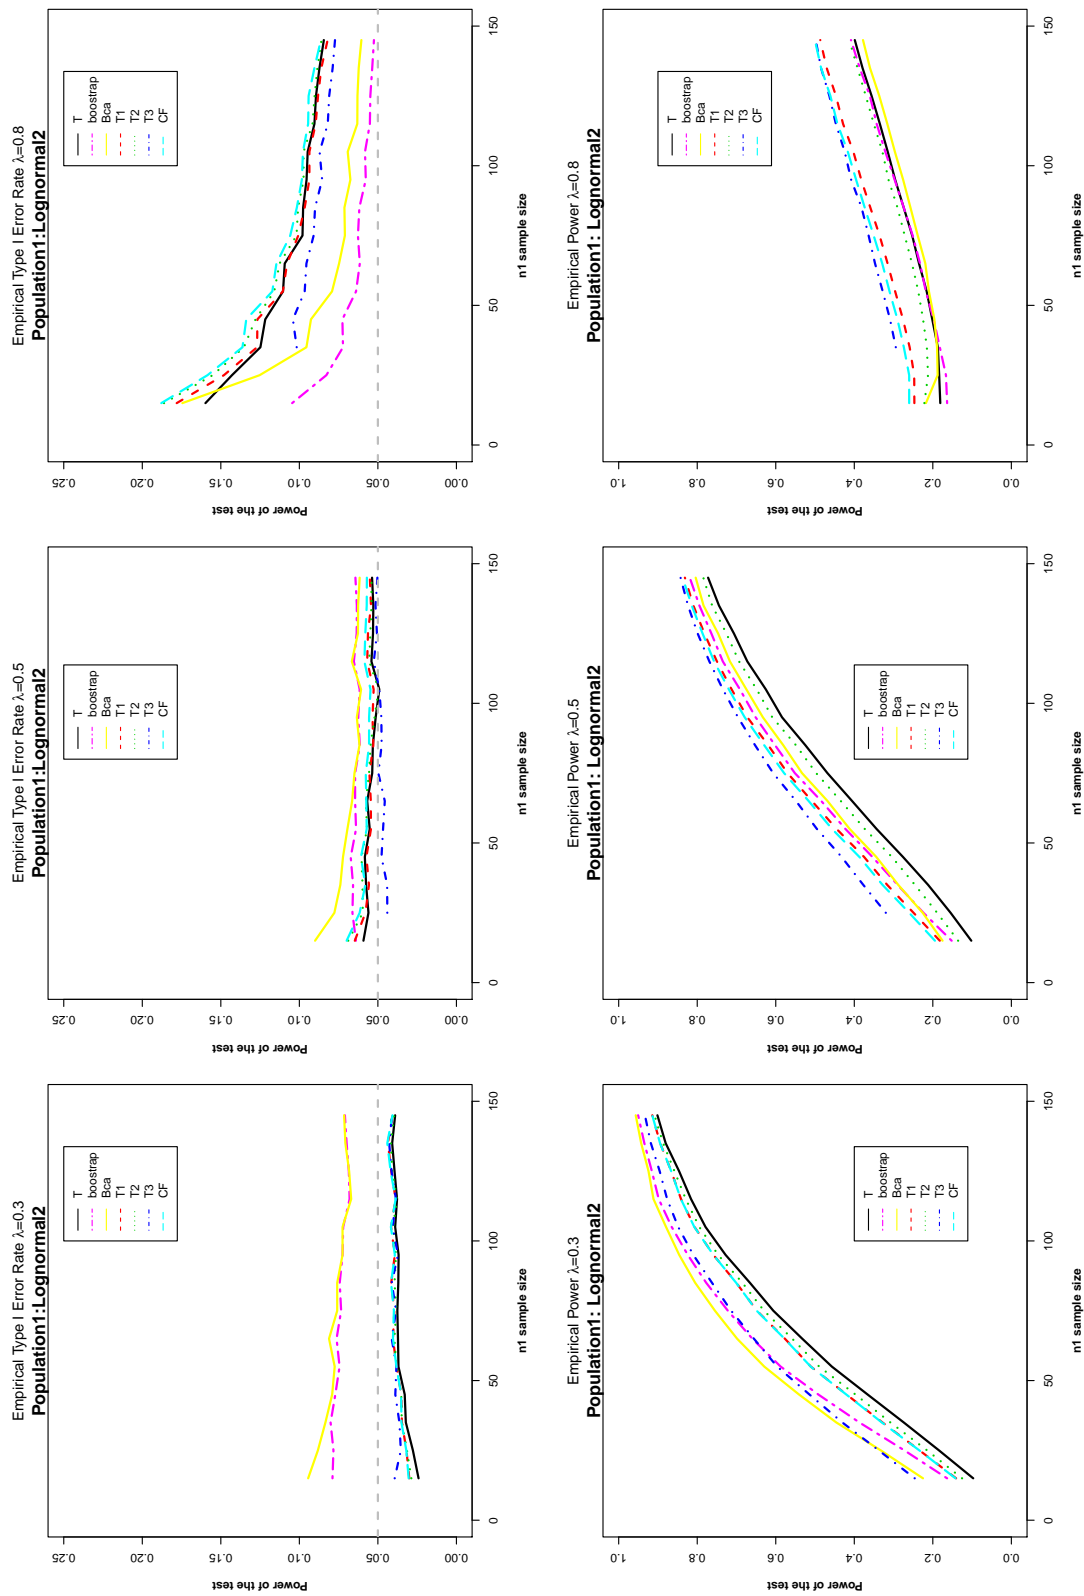 Empirical Type I Error Rate λ=0.3
Population1:Lognormal2
Power of the test
0.25
0.20
0.15
0.10
0.05
0.00
T
boostrap
Bca
T1
T2
T3
CF
0
50
100
150
n1 sample size
Empirical Type I Error Rate λ=0.5
Population1:Lognormal2
Power of the test
0.25
0.20
0.15
0.10
0.05
0.00
T
boostrap
Bca
T1
T2
T3
CF
0
50
100
150
n1 sample size
Empirical Type I Error Rate λ=0.8
Population1:Lognormal2
Power of the test
0.25
0.20
0.15
0.10
0.05
0.00
T
boostrap
Bca
T1
T2
T3
CF
0
50
100
150
n1 sample size
Empirical Power λ=0.3
Population1: Lognormal2
Power of the test
1.0
0.8
0.6
0.4
0.2
0.0
T
boostrap
Bca
T1
T2
T3
CF
0
50
100
150
n1 sample size
Empirical Power λ=0.5
Population1: Lognormal2
Power of the test
1.0
0.8
0.6
0.4
0.2
0.0
T
boostrap
Bca
T1
T2
T3
CF
0
50
100
150
n1 sample size
Empirical Power λ=0.8
Population1: Lognormal2
Power of the test
1.0
0.8
0.6
0.4
0.2
0.0
T
boostrap
Bca
T1
T2
T3
CF
0
50
100
150
n1 sample size